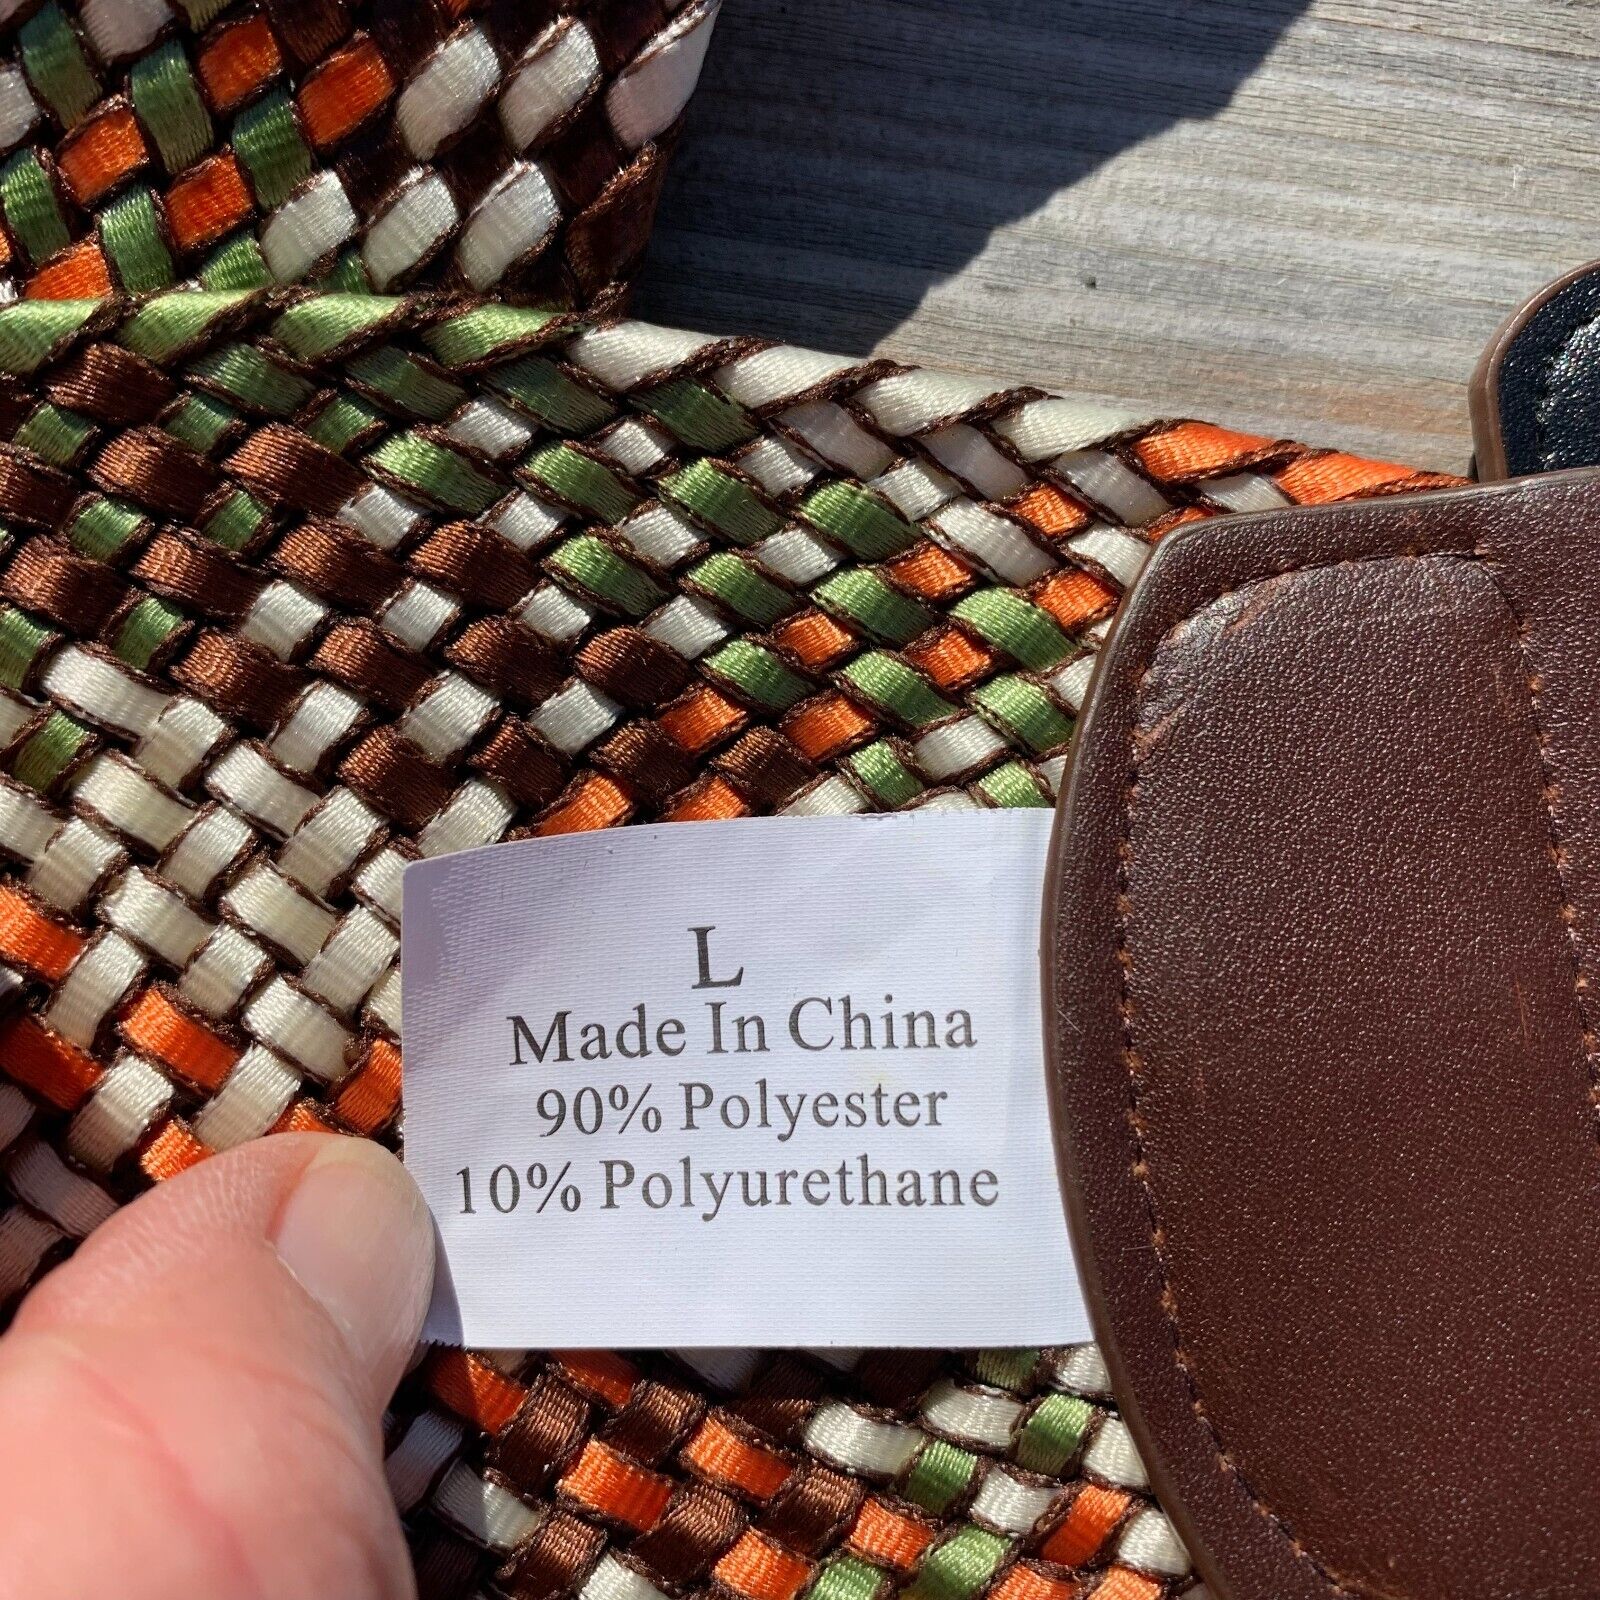 L
Made In China
90% Polyester
10% Polyurethane